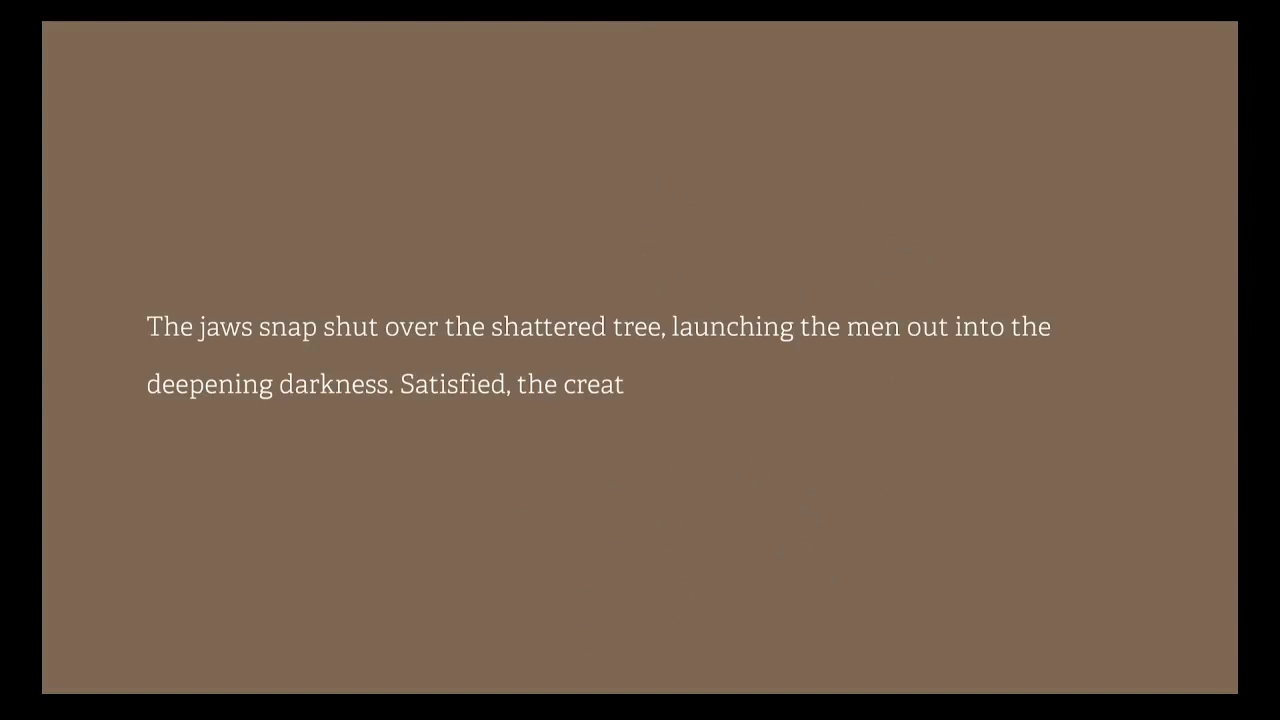 The jaws snap shut over the shattered tree, launching the men out into the
deepening darkness. Satisfied, the creat